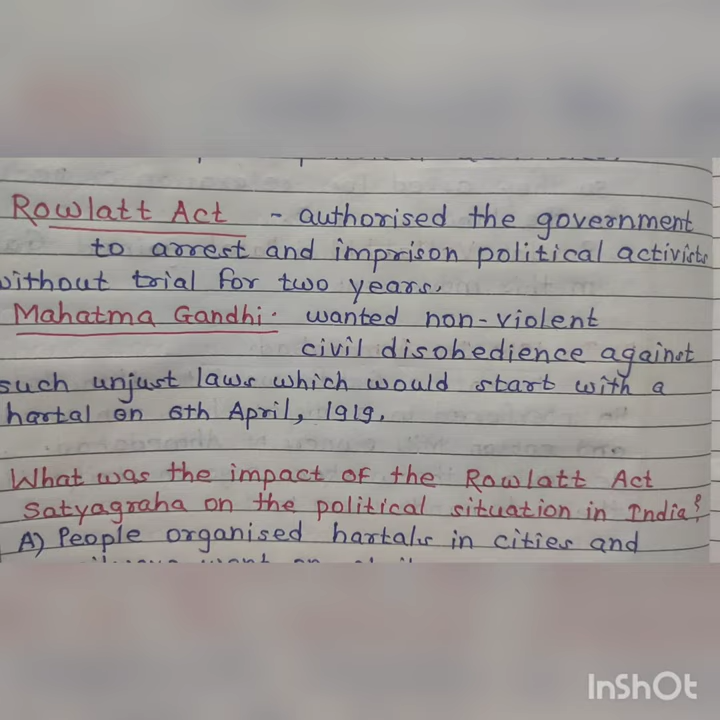 Rowlatt Act - authorised the government
to arrest and imprison political activists
without trial for two years.
Mahatma Gandhi. wanted non-violent
civil disobedience against
such unjust laws which would start with a
hartal on 6th April, 1919.
What was the impact of the Rowlatt Act
Satyagraha on the political situation in India?
A) People organised hartals in cities and
InShOt